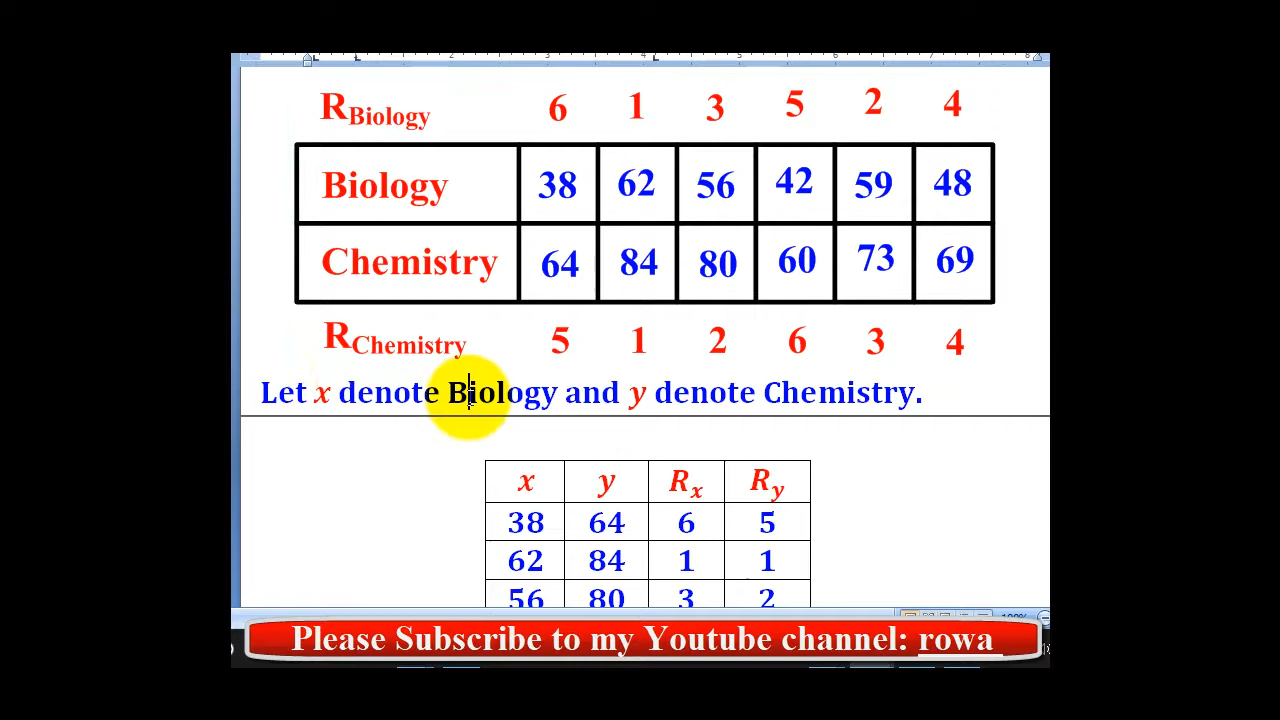 R Biology 6 1 3 5 2 4
Biology 38 62 56 42 59 48
Chemistry 64 84 80 60 73 69
R Chemistry 5 1 2 6 3 4
Let x denote Biology and y denote Chemistry.
x y Rx Ry
38 64 6 5
62 84 1 1
56 80 3 2
Please Subscribe to my Youtube channel: rowa